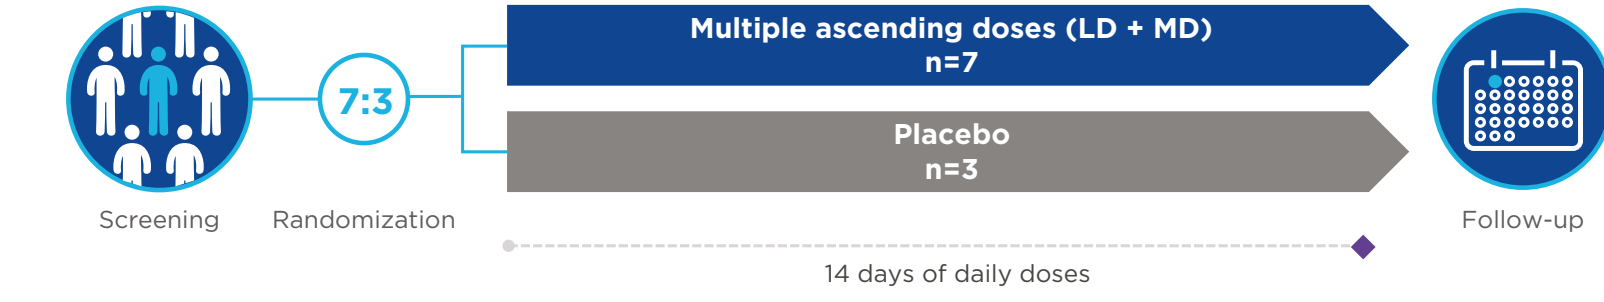 Multiple ascending doses (LD + MD)
n=7
7:3
Placebo
n=3
Screening
Randomization
Follow-up
14 days of daily doses